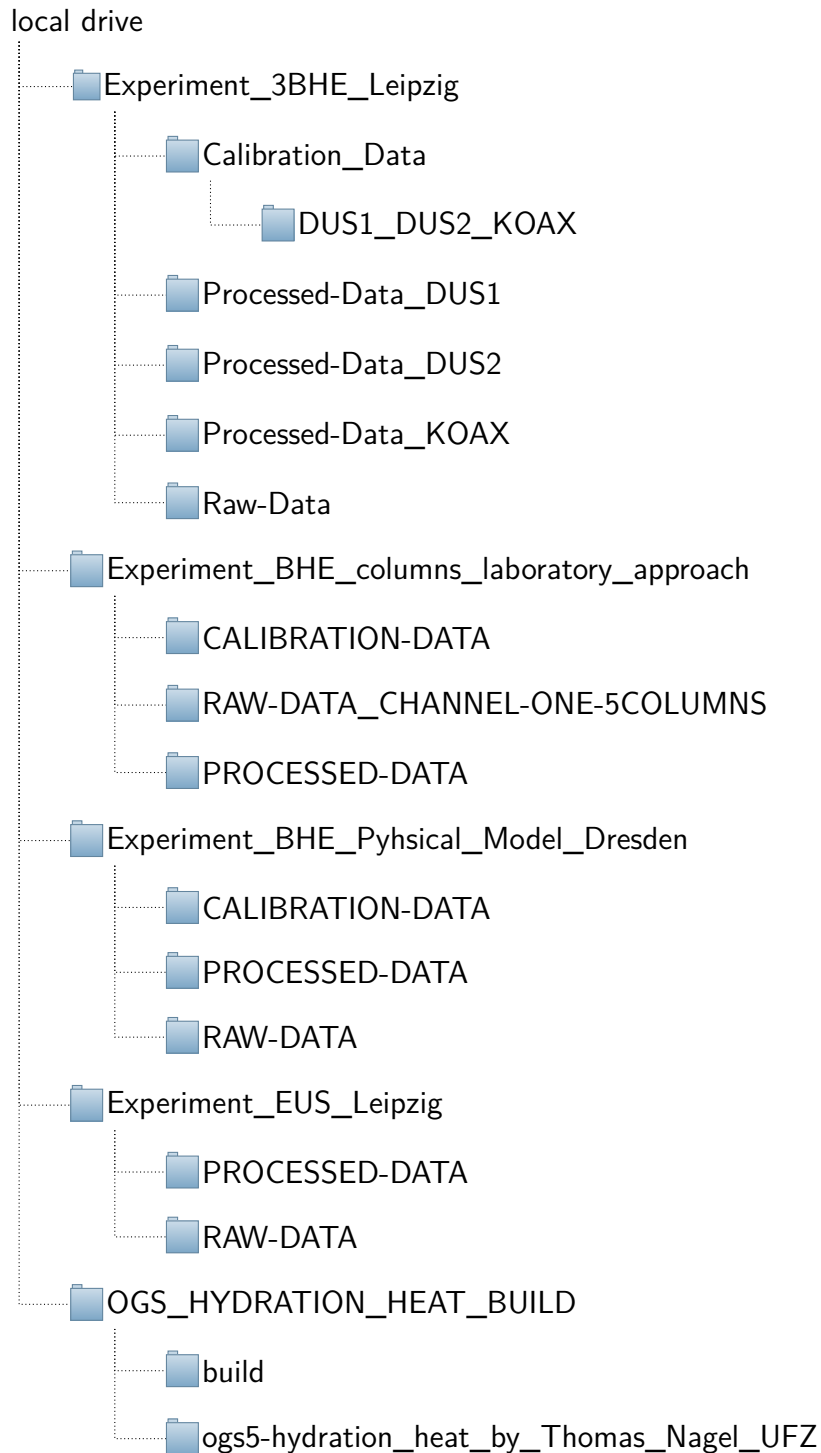 local drive
Experiment_3BHE_Leipzig
Calibration_Data
DUS1_DUS2_KOAX
Processed-Data_DUS1
Processed-Data_DUS2
Processed-Data_KOAX
Raw-Data
Experiment_BHE_columns_laboratory_approach
CALIBRATION-DATA
RAW-DATA_CHANNEL-ONE-5COLUMNS
PROCESSED-DATA
Experiment_BHE_Pyhsical_Model_Dresden
CALIBRATION-DATA
PROCESSED-DATA
RAW-DATA
Experiment_EUS_Leipzig
PROCESSED-DATA
RAW-DATA
OGS_HYDRATION_HEAT_BUILD
build
ogs5-hydration_heat_by_Thomas_Nagel_UFZ